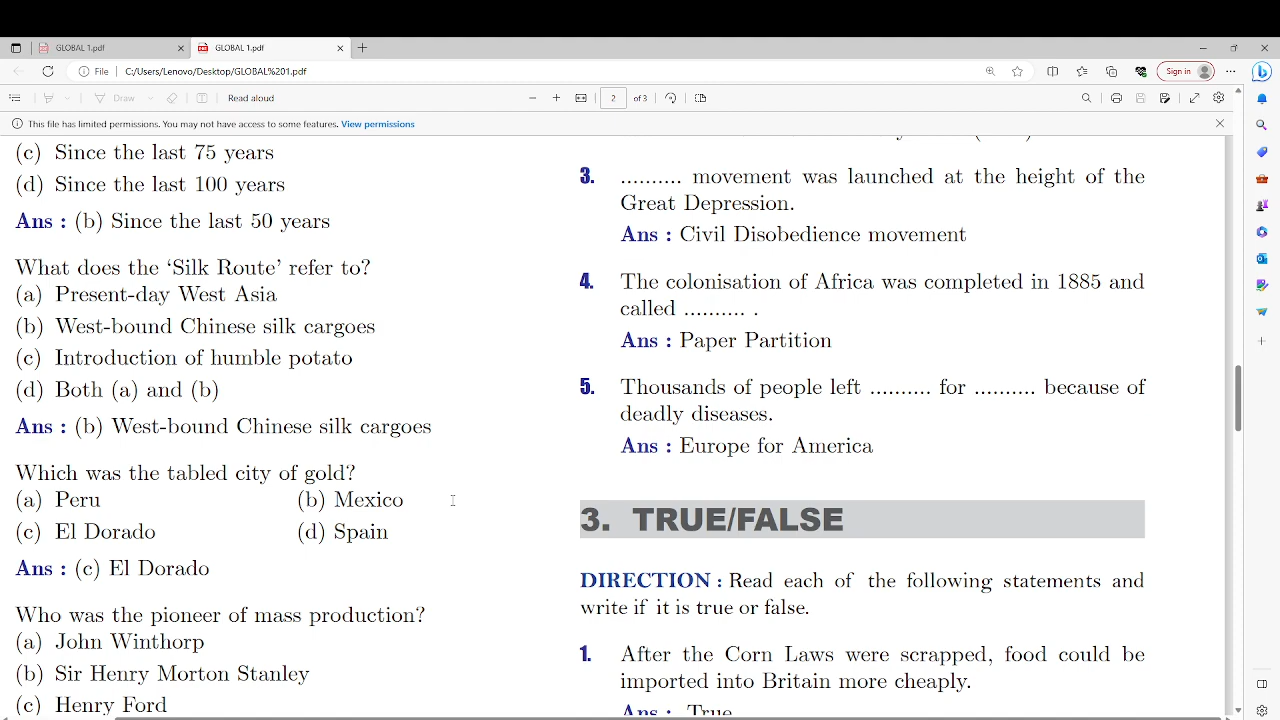 GLOBAL 1.pdf
GLOBAL 1.pdf
File
C:/Users/Lenovo/Desktop/GLOBAL%201.pdf
Sign in
Draw
Read aloud
2
of 3
This file has limited permissions. You may not have access to some features. View permissions
(c) Since the last 75 years
(d) Since the last 100 years
Ans : (b) Since the last 50 years
What does the ‘Silk Route’ refer to?
(a) Present-day West Asia
(b) West-bound Chinese silk cargoes
(c) Introduction of humble potato
(d) Both (a) and (b)
Ans : (b) West-bound Chinese silk cargoes
Which was the tabled city of gold?
(a) Peru (b) Mexico
(c) El Dorado (d) Spain
Ans : (c) El Dorado
Who was the pioneer of mass production?
(a) John Winthorp
(b) Sir Henry Morton Stanley
(c) Henry Ford
3. .......... movement was launched at the height of the
Great Depression.
Ans : Civil Disobedience movement
4. The colonisation of Africa was completed in 1885 and
called .......... .
Ans : Paper Partition
5. Thousands of people left .......... for .......... because of
deadly diseases.
Ans : Europe for America
3. TRUE/FALSE
DIRECTION : Read each of the following statements and
write if it is true or false.
1. After the Corn Laws were scrapped, food could be
imported into Britain more cheaply.
Ans : True